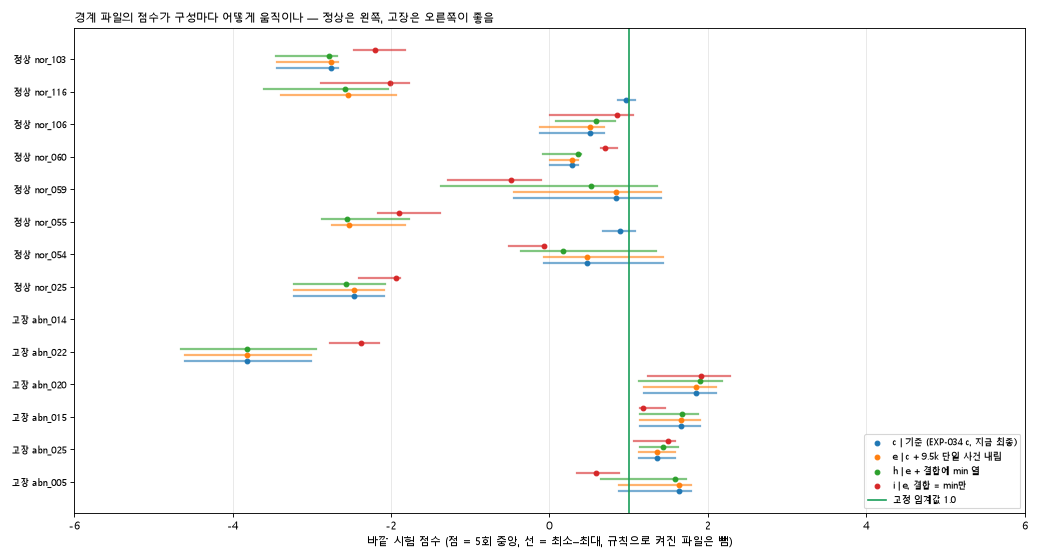 경계 파일의 점수가 구성마다 어떻게 움직이나 — 정상은 왼쪽, 고장은 오른쪽이 좋음
정상 nor_103
정상 nor_116
정상 nor_106
정상 nor_060
정상 nor_059
정상 nor_055
정상 nor_054
정상 nor_025
고장 abn_014
고장 abn_022
고장 abn_020
고장 abn_015
고장 abn_025
고장 abn_005
c | 기준 (EXP-034 c, 지금 최종)
e | c + 9.5k 단일 사건 내림
h | e + 결합에 min 열
i | e, 결합 = min만
고정 임계값 1.0
-6 -4 -2 0 2 4 6
바깥 시험 점수 (점 = 5회 중앙, 선 = 최소–최대, 규칙으로 켜진 파일은 뺌)